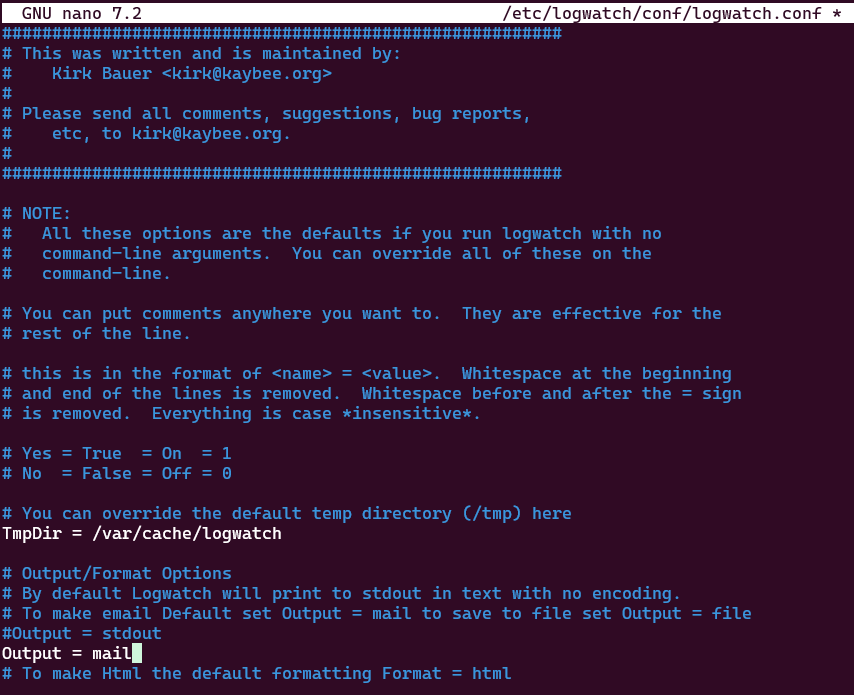 GNU nano 7.2 /etc/logwatch/conf/logwatch.conf *
########################################################
# This was written and is maintained by:
#    Kirk Bauer <kirk@kaybee.org>
#
# Please send all comments, suggestions, bug reports,
#    etc, to kirk@kaybee.org.
#
########################################################
# NOTE:
#   All these options are the defaults if you run logwatch with no
#   command-line arguments.  You can override all of these on the
#   command-line.
# You can put comments anywhere you want to.  They are effective for the
# rest of the line.
# this is in the format of <name> = <value>.  Whitespace at the beginning
# and end of the lines is removed.  Whitespace before and after the = sign
# is removed.  Everything is case *insensitive*.
# Yes = True  = On  = 1
# No  = False = Off = 0
# You can override the default temp directory (/tmp) here
TmpDir = /var/cache/logwatch
# Output/Format Options
# By default Logwatch will print to stdout in text with no encoding.
# To make email Default set Output = mail to save to file set Output = file
#Output = stdout
Output = mail
# To make Html the default formatting Format = html